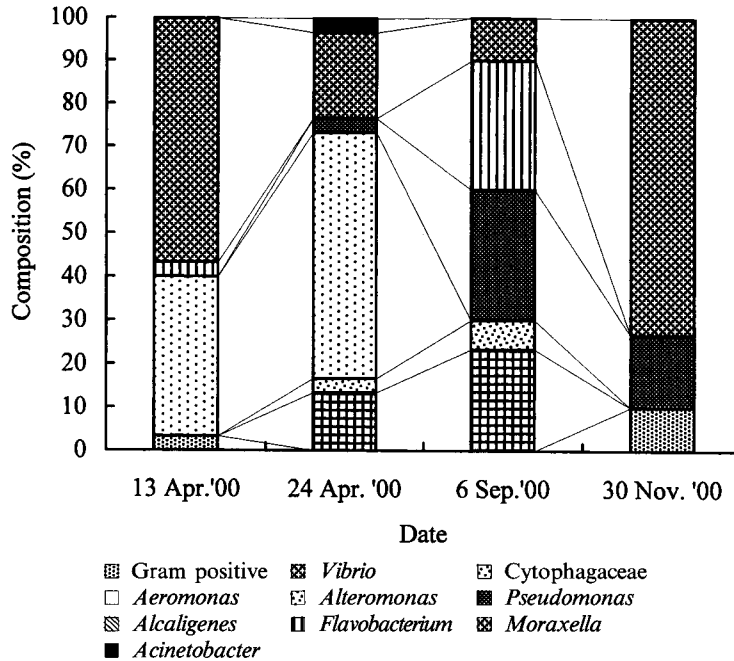 100
90
80
70
60
50
40
30
20
10
0
Composition (%)
13 Apr.'00 24 Apr. '00 6 Sep.'00 30 Nov. '00
Date
Gram positive Vibrio Cytophagaceae
Aeromonas Alteromonas Pseudomonas
Alcaligenes Flavobacterium Moraxella
Acinetobacter